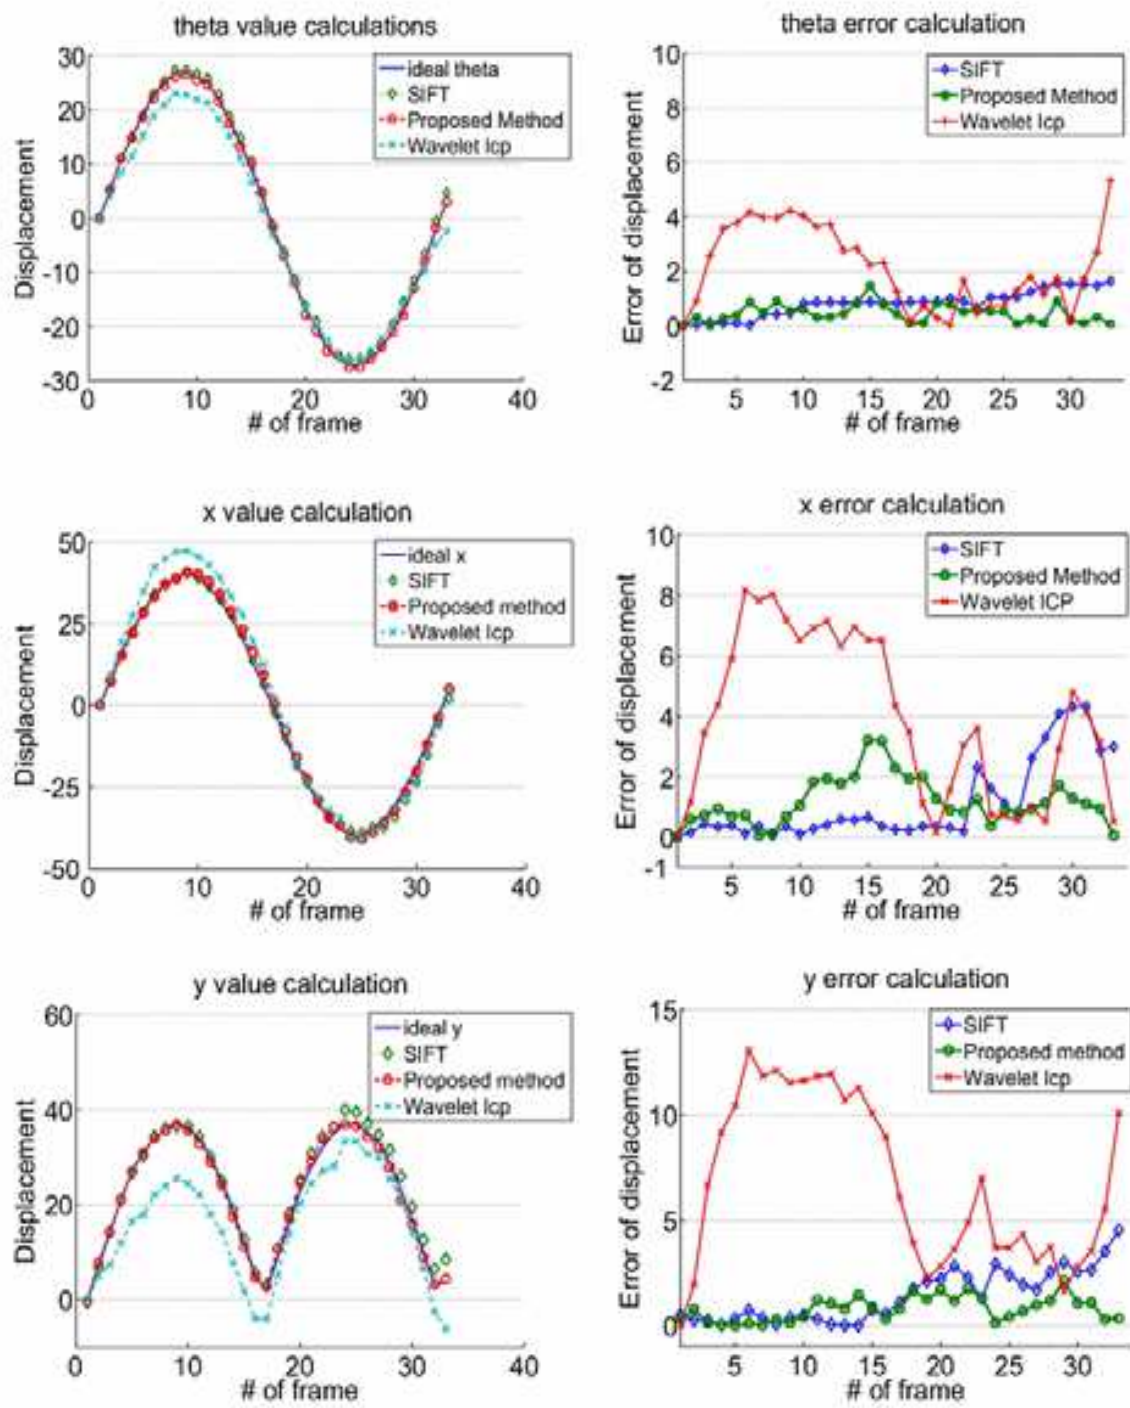 theta value calculations
30
20
10
0
-10
-20
-30
0
10
20
30
40
Displacement
# of frame
ideal theta
SIFT
Proposed Method
Wavelet Icp
theta error calculation
10
8
6
4
2
0
-2
5
10
15
20
25
30
Error of displacement
# of frame
SIFT
Proposed Method
Wavelet Icp
x value calculation
50
25
0
-25
-50
0
10
20
30
40
Displacement
# of frame
ideal x
SIFT
Proposed method
Wavelet Icp
x error calculation
10
8
6
4
2
0
-1
5
10
15
20
25
30
Error of displacement
# of frame
SIFT
Proposed Method
Wavelet ICP
y value calculation
60
40
20
0
0
10
20
30
40
Displacement
# of frame
ideal y
SIFT
Proposed method
Wavelet Icp
y error calculation
15
10
5
0
5
10
15
20
25
30
Error of displacement
# of frame
SIFT
Proposed method
Wavelet Icp